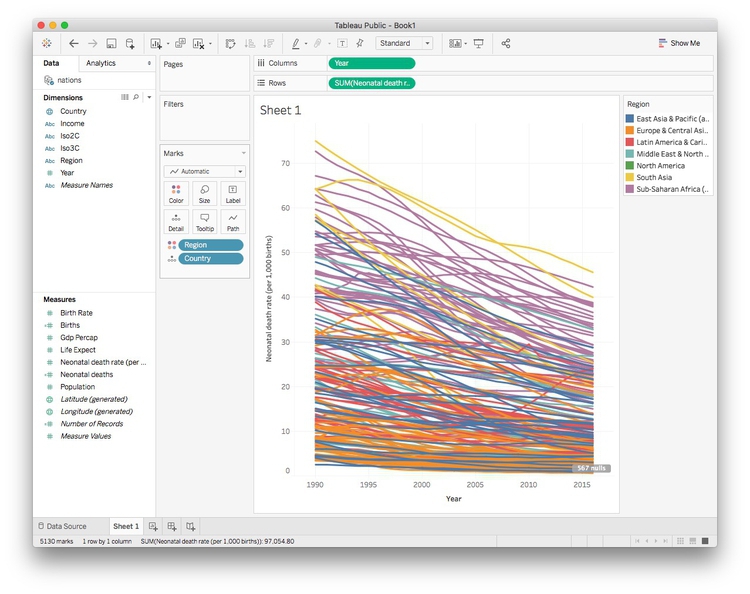 Tableau Public - Book1
Standard
Show Me
Data
Analytics
nations
Dimensions
Country
Abc Income
Abc Iso2C
Abc Iso3C
Abc Region
Year
Abc Measure Names
Measures
Birth Rate
Births
Gdp Percap
Life Expect
Neonatal death rate (per ...
Neonatal deaths
Population
Latitude (generated)
Longitude (generated)
Number of Records
Measure Values
Pages
Filters
Marks
Automatic
Color
Size
Label
Detail
Tooltip
Path
Region
Country
Columns
Year
Rows
SUM(Neonatal death r..
Sheet 1
Neonatal death rate (per 1,000 births)
70
60
50
40
30
20
10
0
567 nulls
1990
1995
2000
2005
2010
2015
Year
Region
East Asia & Pacific (a..
Europe & Central Asi..
Latin America & Cari..
Middle East & North ..
North America
South Asia
Sub-Saharan Africa (..
Data Source
Sheet 1
5130 marks
1 row by 1 column
SUM(Neonatal death rate (per 1,000 births)): 97,054.80